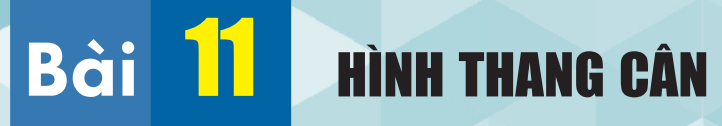 Bài 11 HÌNH THANG CÂN